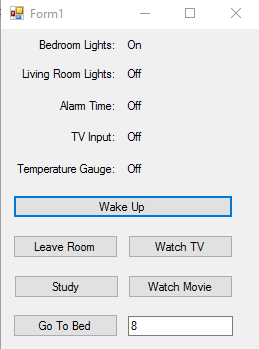 Form1
Bedroom Lights: On
Living Room Lights: Off
Alarm Time: Off
TV Input: Off
Temperature Gauge: Off
Wake Up
Leave Room Watch TV
Study Watch Movie
Go To Bed 8